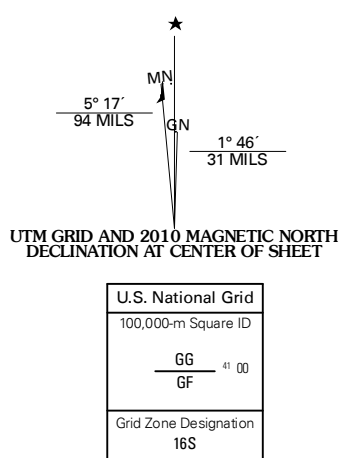 MN
5° 17´
94 MILS
GN
1° 46´
31 MILS
UTM GRID AND 2010 MAGNETIC NORTH
DECLINATION AT CENTER OF SHEET
U.S. National Grid
100,000-m Square ID
GG
41 00
GF
Grid Zone Designation
16S